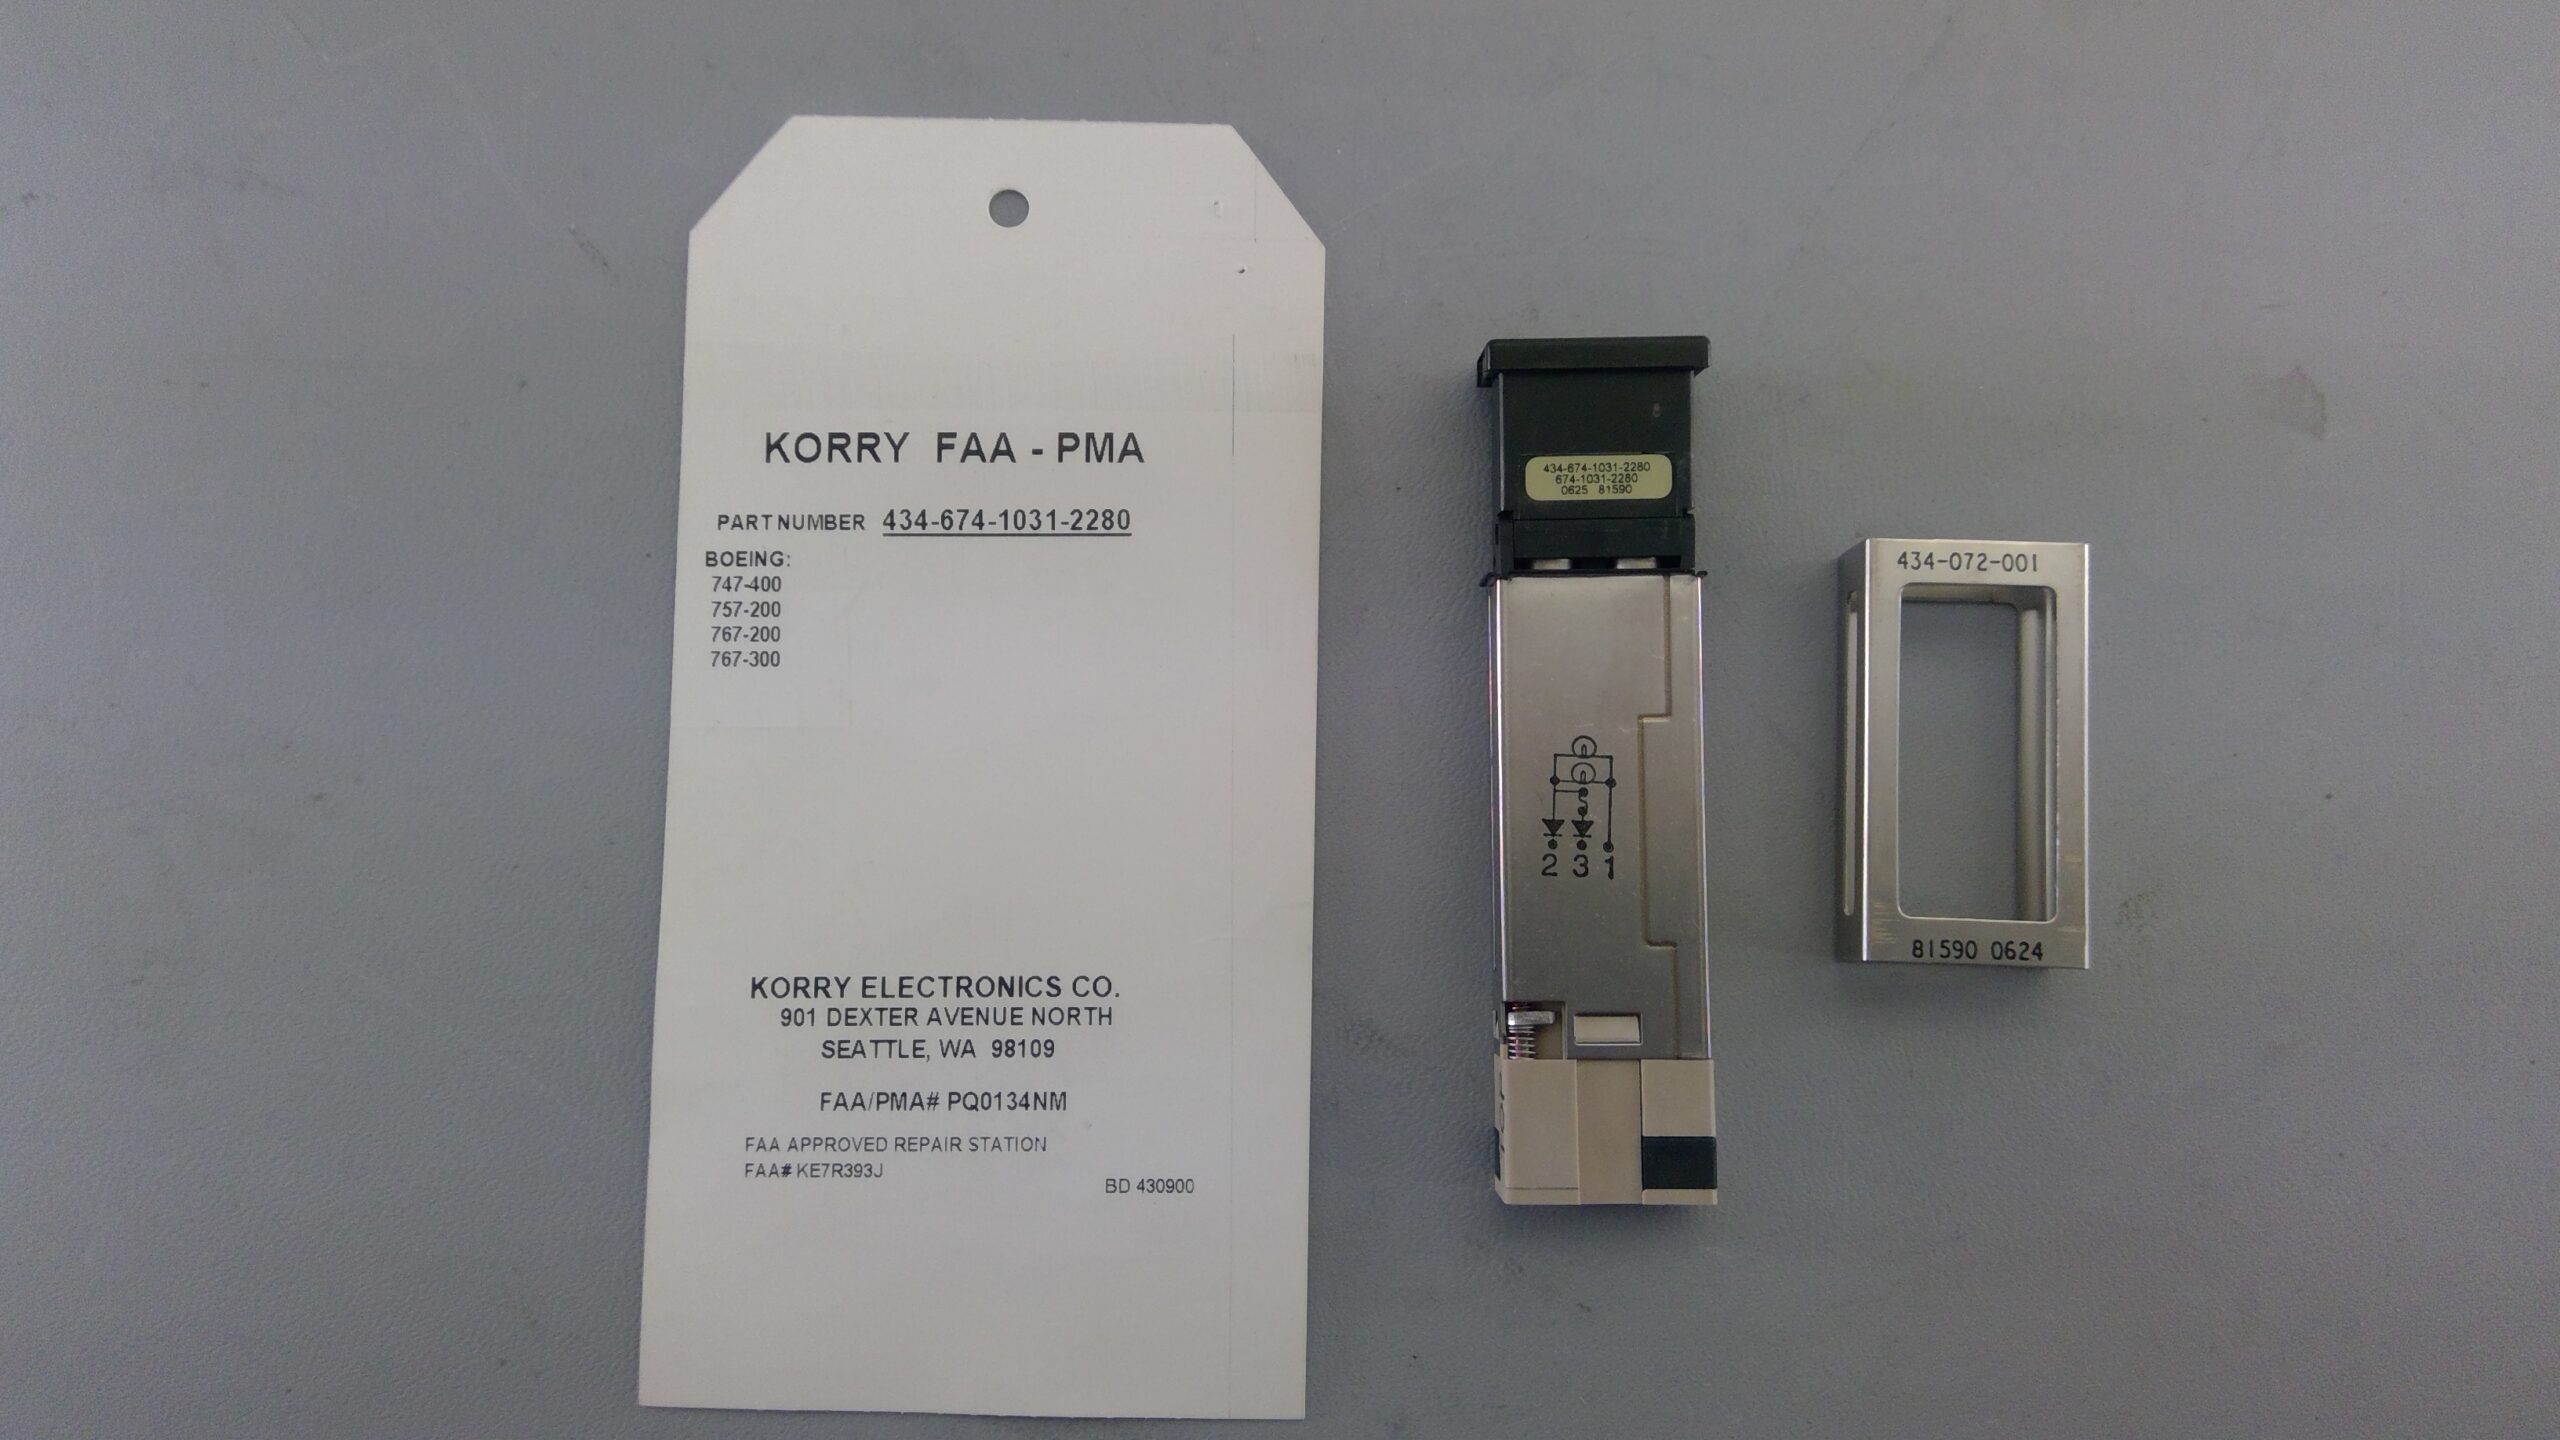 KORRY FAA - PMA
PART NUMBER 434-674-1031-2280
BOEING:
747-400
757-200
767-200
767-300
KORRY ELECTRONICS CO.
901 DEXTER AVENUE NORTH
SEATTLE, WA 98109
FAA/PMA# PQ0134NM
FAA APPROVED REPAIR STATION
FAA# KE7R393J
BD 430900
434-674-1031-2280
674-1031-2280
0625 81590
2 3 1
434-072-001
81590 0624